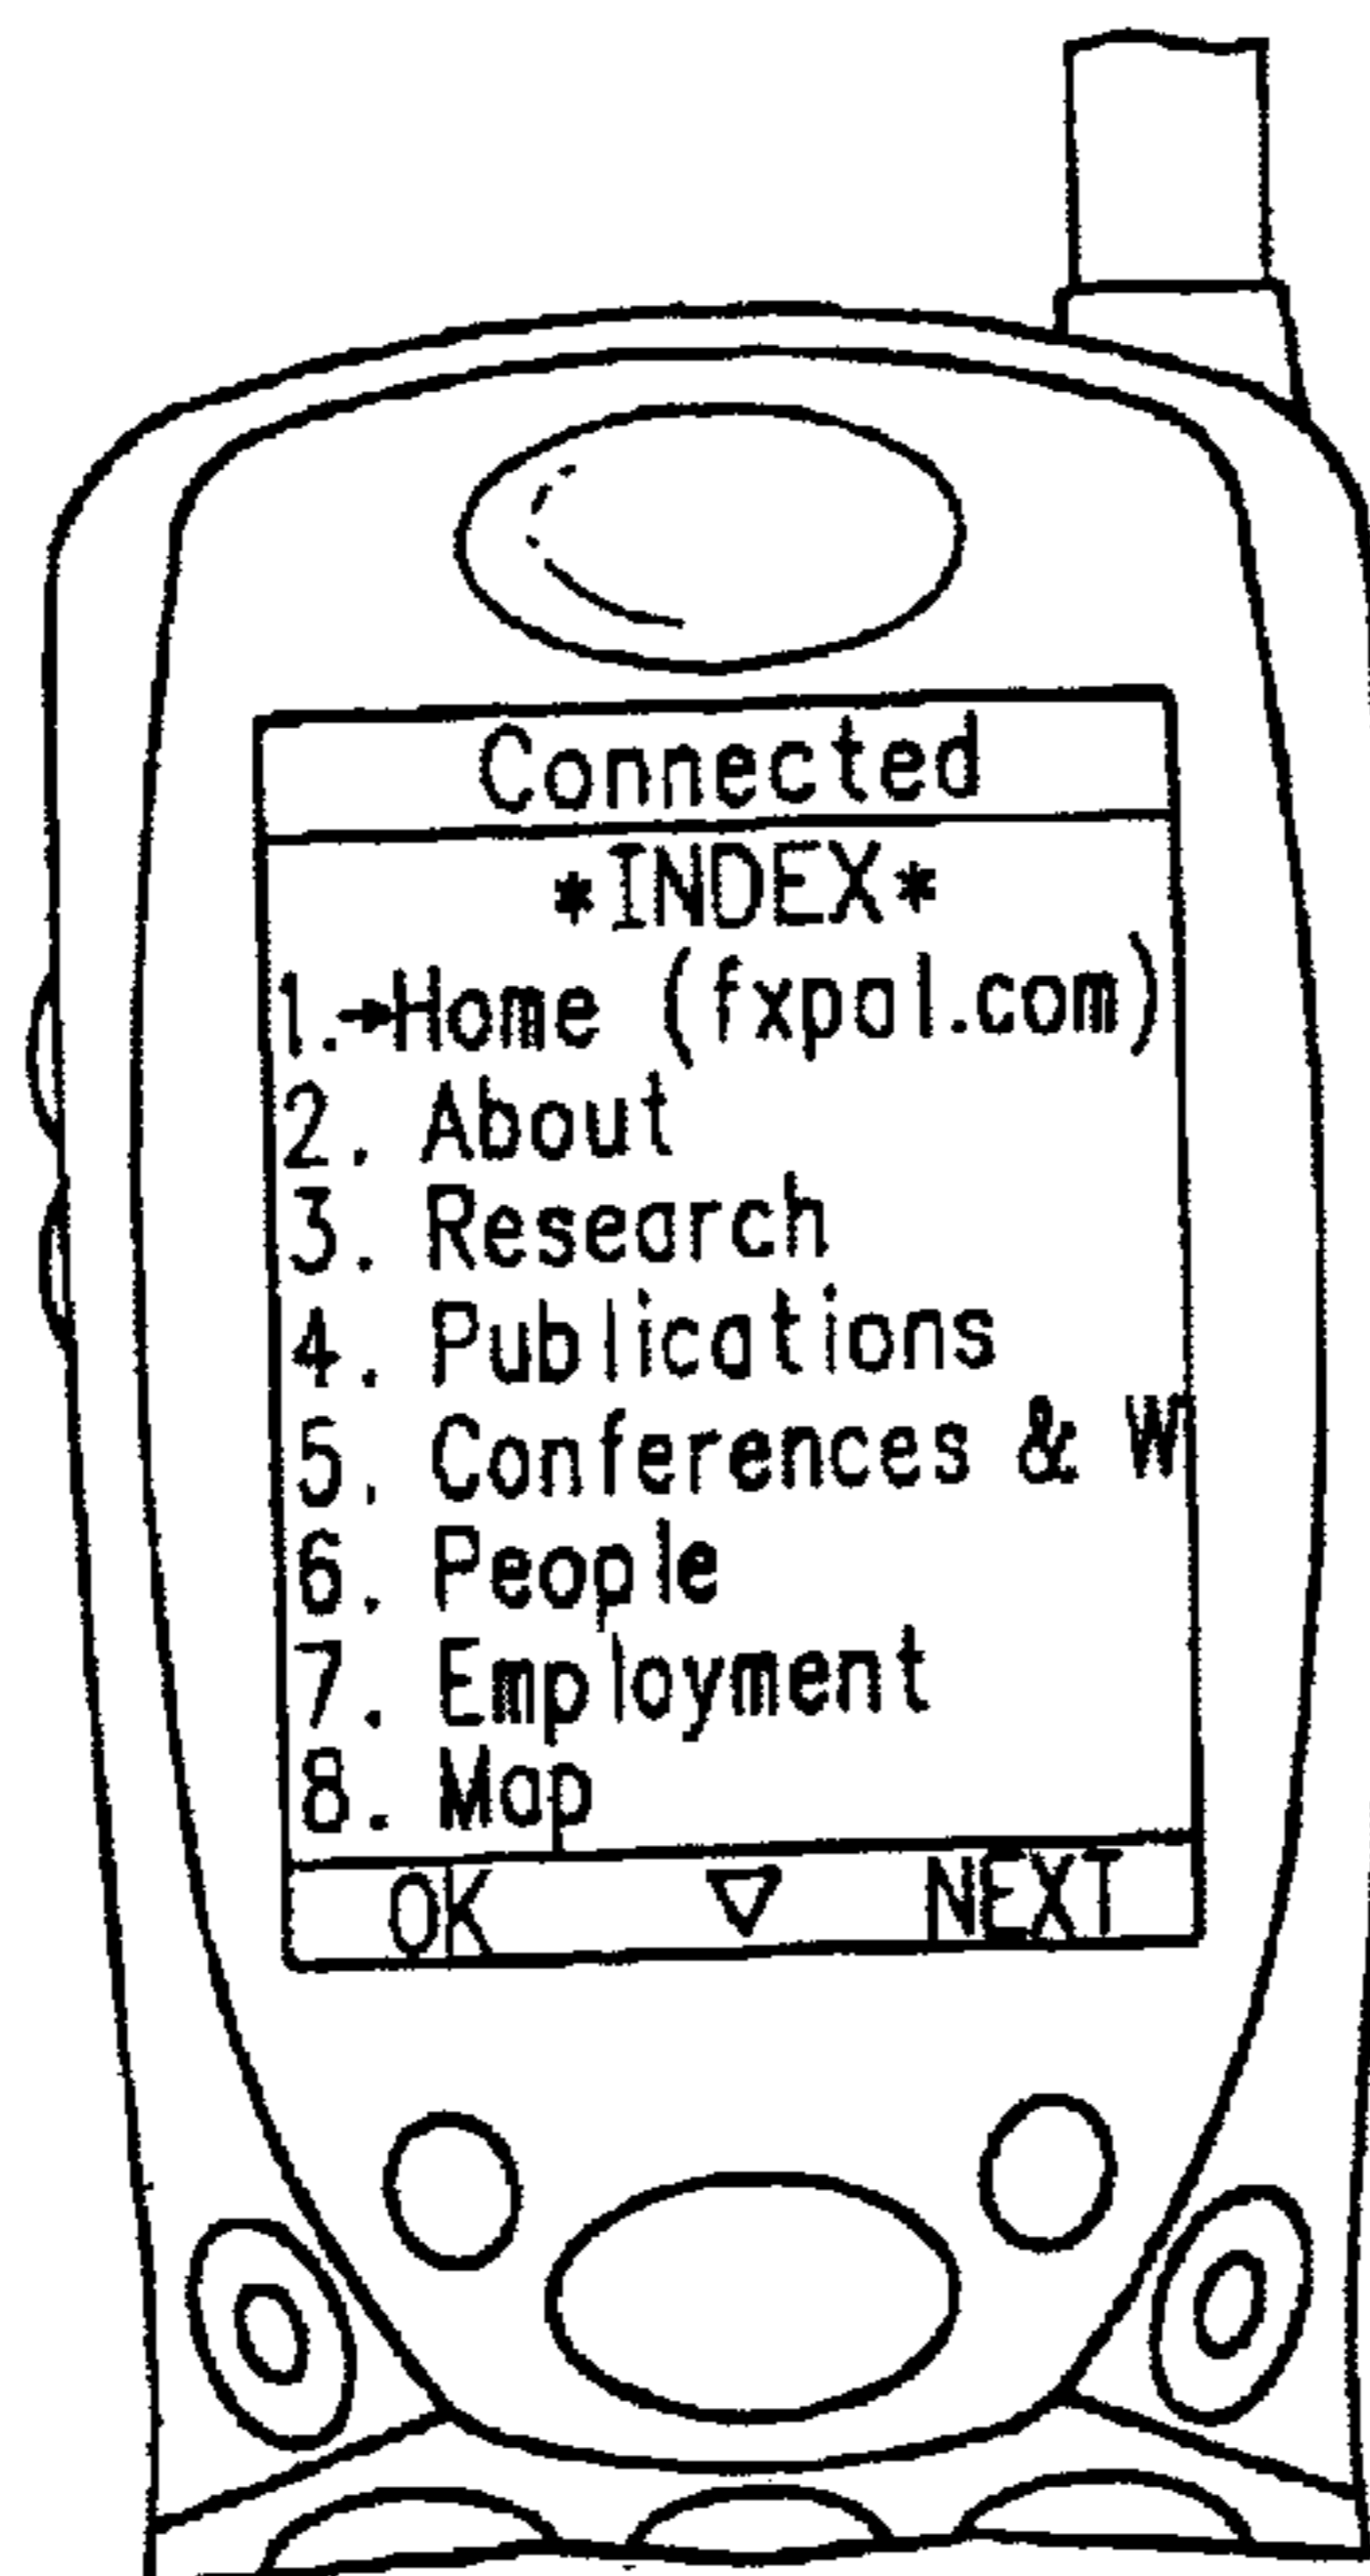 Connected
*INDEX*
1.→Home (fxpal.com)
2. About
3. Research
4. Publications
5. Conferences & W
6. People
7. Employment
8. Map
OK ▽ NEXT